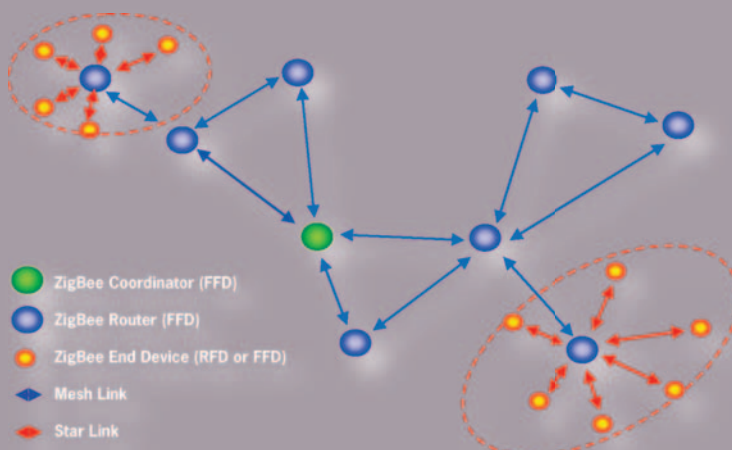 ZigBee Coordinator (FFD)
ZigBee Router (FFD)
ZigBee End Device (RFD or FFD)
Mesh Link
Star Link